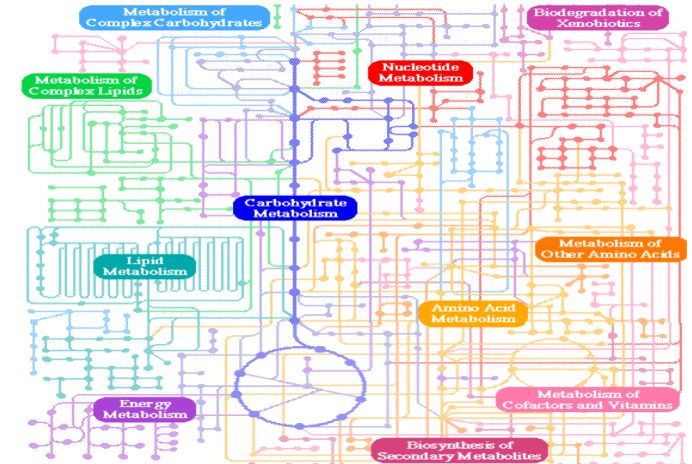 Metabolism of
Complex Carbohydrates
Biodegradation of
Xenobiotics
Nucleotide
Metabolism
Metabolism of
Complex Lipids
Carbohydrate
Metabolism
Metabolism of
Other Amino Acids
Lipid
Metabolism
Amino Acid
Metabolism
Metabolism of
Cofactors and Vitamins
Energy
Metabolism
Biosynthesis of
Secondary Metabolites